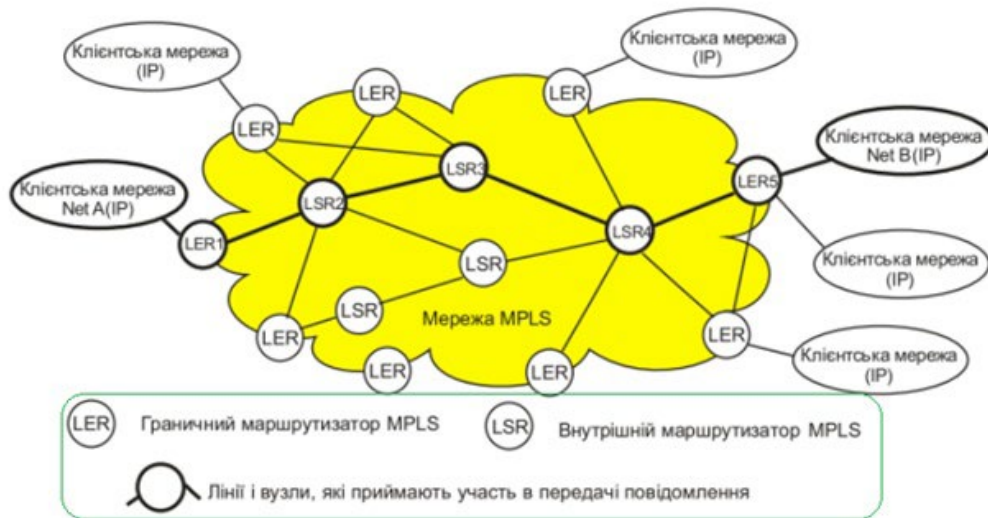 Клієнтська мережа
(IP)
Клієнтська мережа
(IP)
LER
LER
LER
Клієнтська мережа
Net B(IP)
LSR3
LER5
Клієнтська мережа
Net A(IP)
LSR2
LER1
LSR4
LSR
Клієнтська мережа
(IP)
LSR
Мережа MPLS
LER
LER
Клієнтська мережа
(IP)
LER
LER
LER
Граничний маршрутизатор MPLS
LSR
Внутрішній маршрутизатор MPLS
Лінії і вузли, які приймають участь в передачі повідомлення